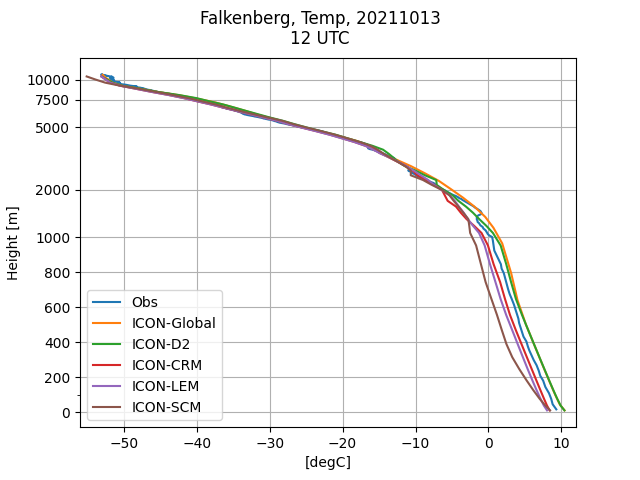 Falkenberg, Temp, 20211013
12 UTC
10000
7500
5000
2000
1000
800
600
400
200
0
Height [m]
Obs
ICON-Global
ICON-D2
ICON-CRM
ICON-LEM
ICON-SCM
−50 −40 −30 −20 −10 0 10
[degC]